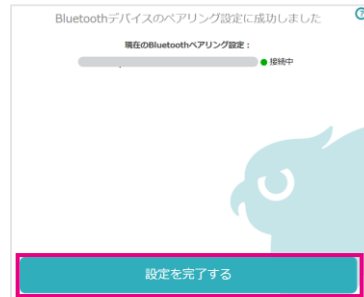 Bluetoothデバイスのペアリング設定に成功しました
?
現在のBluetoothペアリング設定：
接続中
設定を完了する